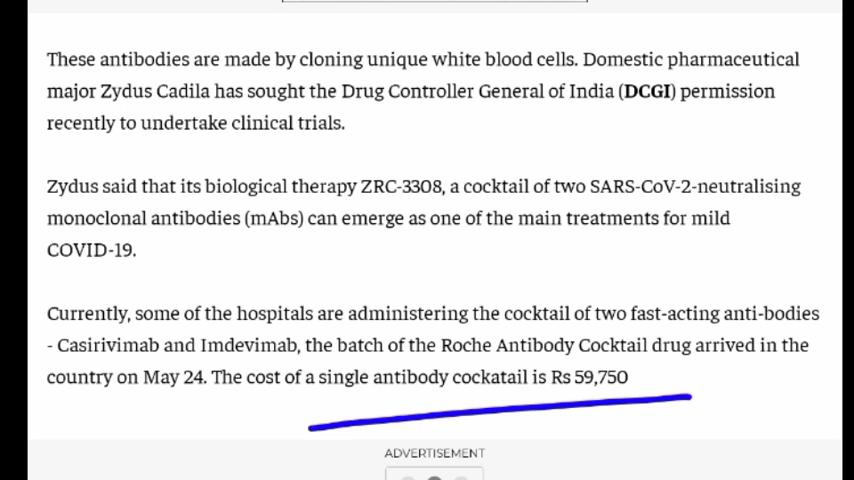 These antibodies are made by cloning unique white blood cells. Domestic pharmaceutical
major Zydus Cadila has sought the Drug Controller General of India (DCGI) permission
recently to undertake clinical trials.
Zydus said that its biological therapy ZRC-3308, a cocktail of two SARS-CoV-2-neutralising
monoclonal antibodies (mAbs) can emerge as one of the main treatments for mild
COVID-19.
Currently, some of the hospitals are administering the cocktail of two fast-acting anti-bodies
- Casirivimab and Imdevimab, the batch of the Roche Antibody Cocktail drug arrived in the
country on May 24. The cost of a single antibody cockatail is Rs 59,750
ADVERTISEMENT